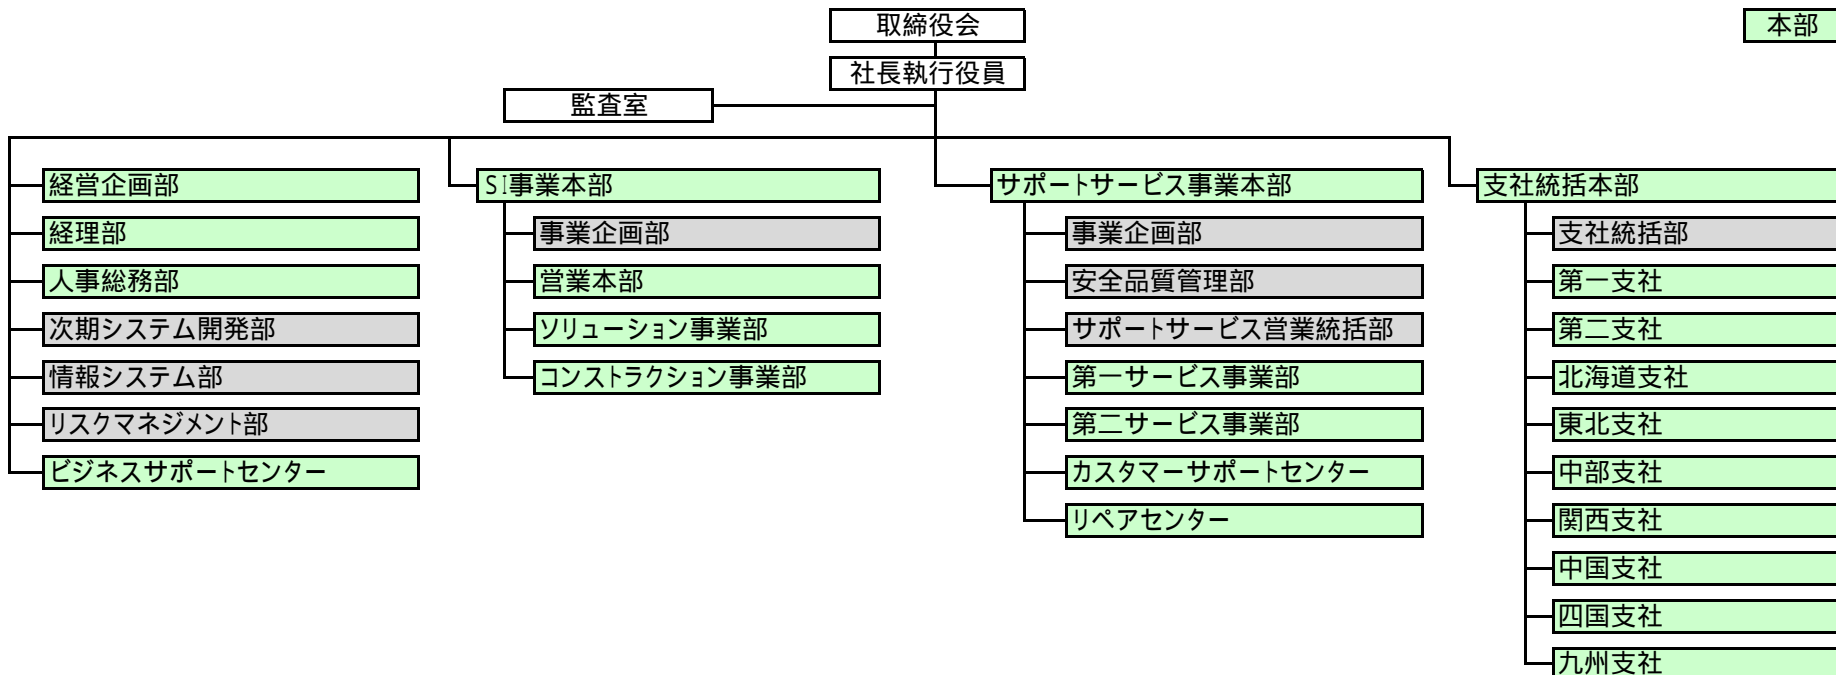 取締役会
本部
社長執行役員
監査室
経営企画部
経理部
人事総務部
次期システム開発部
情報システム部
リスクマネジメント部
ビジネスサポートセンター
SI事業本部
事業企画部
営業本部
ソリューション事業部
コンストラクション事業部
サポートサービス事業本部
事業企画部
安全品質管理部
サポートサービス営業統括部
第一サービス事業部
第二サービス事業部
カスタマーサポートセンター
リペアセンター
支社統括本部
支社統括部
第一支社
第二支社
北海道支社
東北支社
中部支社
関西支社
中国支社
四国支社
九州支社